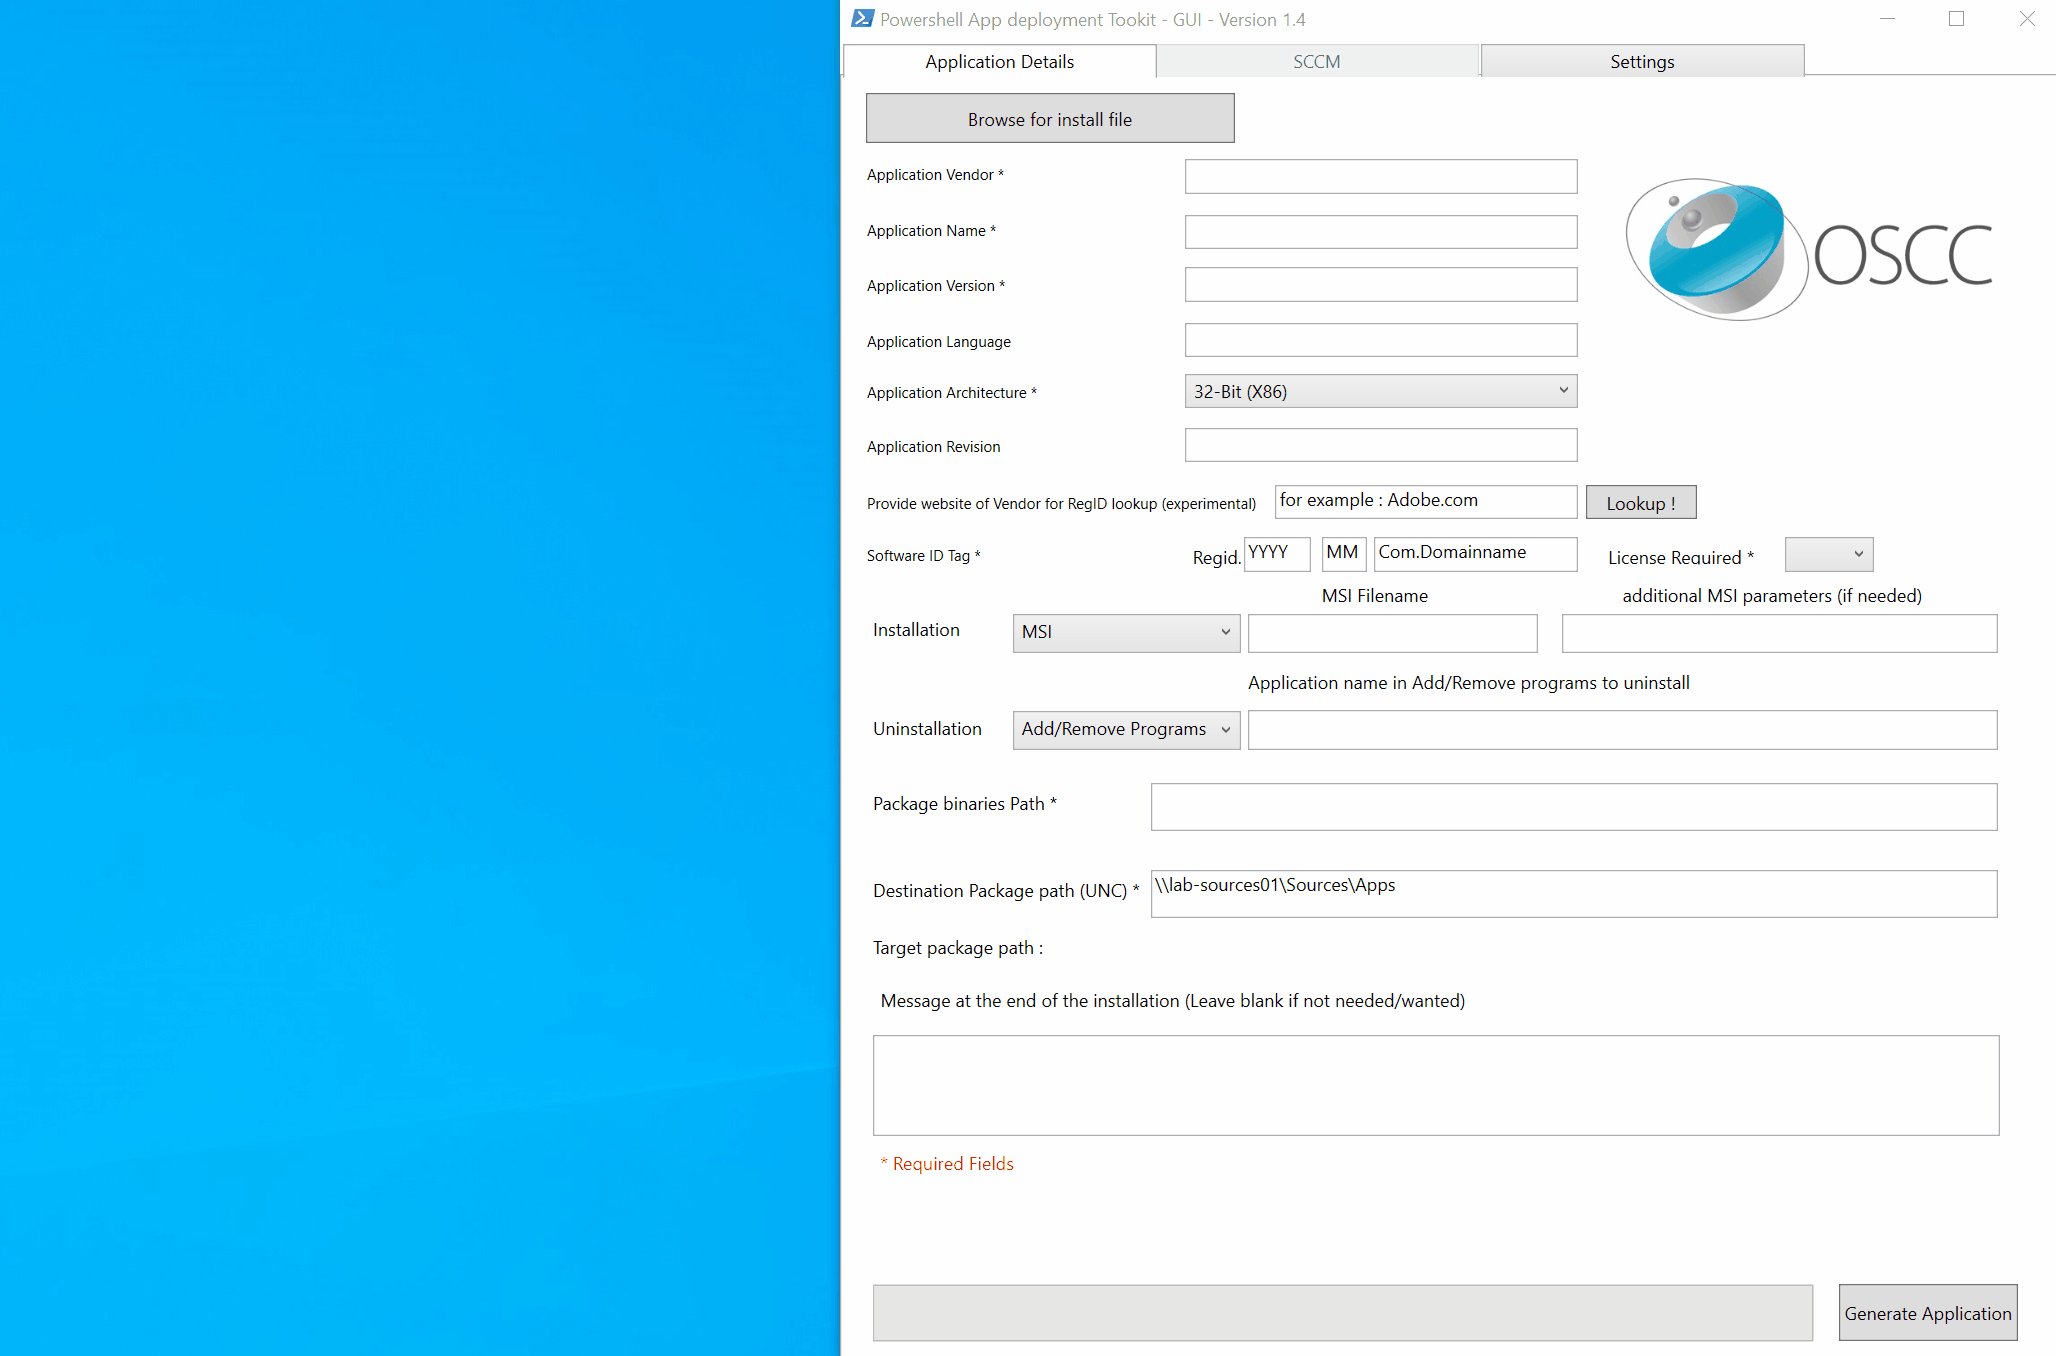 Powershell App deployment Tookit - GUI - Version 1.4
Application Details
SCCM
Settings
Browse for install file
Application Vendor *
Application Name *
OSCC
Application Version *
Application Language
Application Architecture *
32-Bit (X86)
Application Revision
Provide website of Vendor for RegID lookup (experimental)
for example : Adobe.com
Lookup !
Software ID Tag *
Regid.
YYYY
MM
Com.Domainname
License Required *
MSI Filename
additional MSI parameters (if needed)
Installation
MSI
Application name in Add/Remove programs to uninstall
Uninstallation
Add/Remove Programs
Package binaries Path *
Destination Package path (UNC) *
\\lab-sources01\Sources\Apps
Target package path :
Message at the end of the installation (Leave blank if not needed/wanted)
* Required Fields
Generate Application